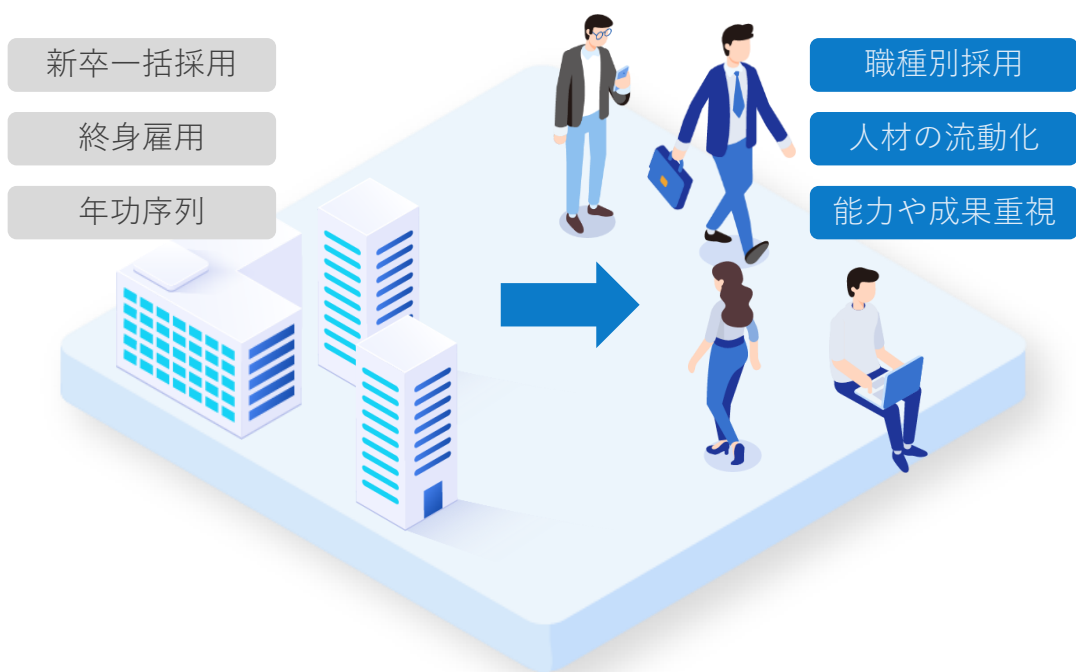 新卒一括採用
終身雇用
年功序列
職種別採用
人材の流動化
能力や成果重視